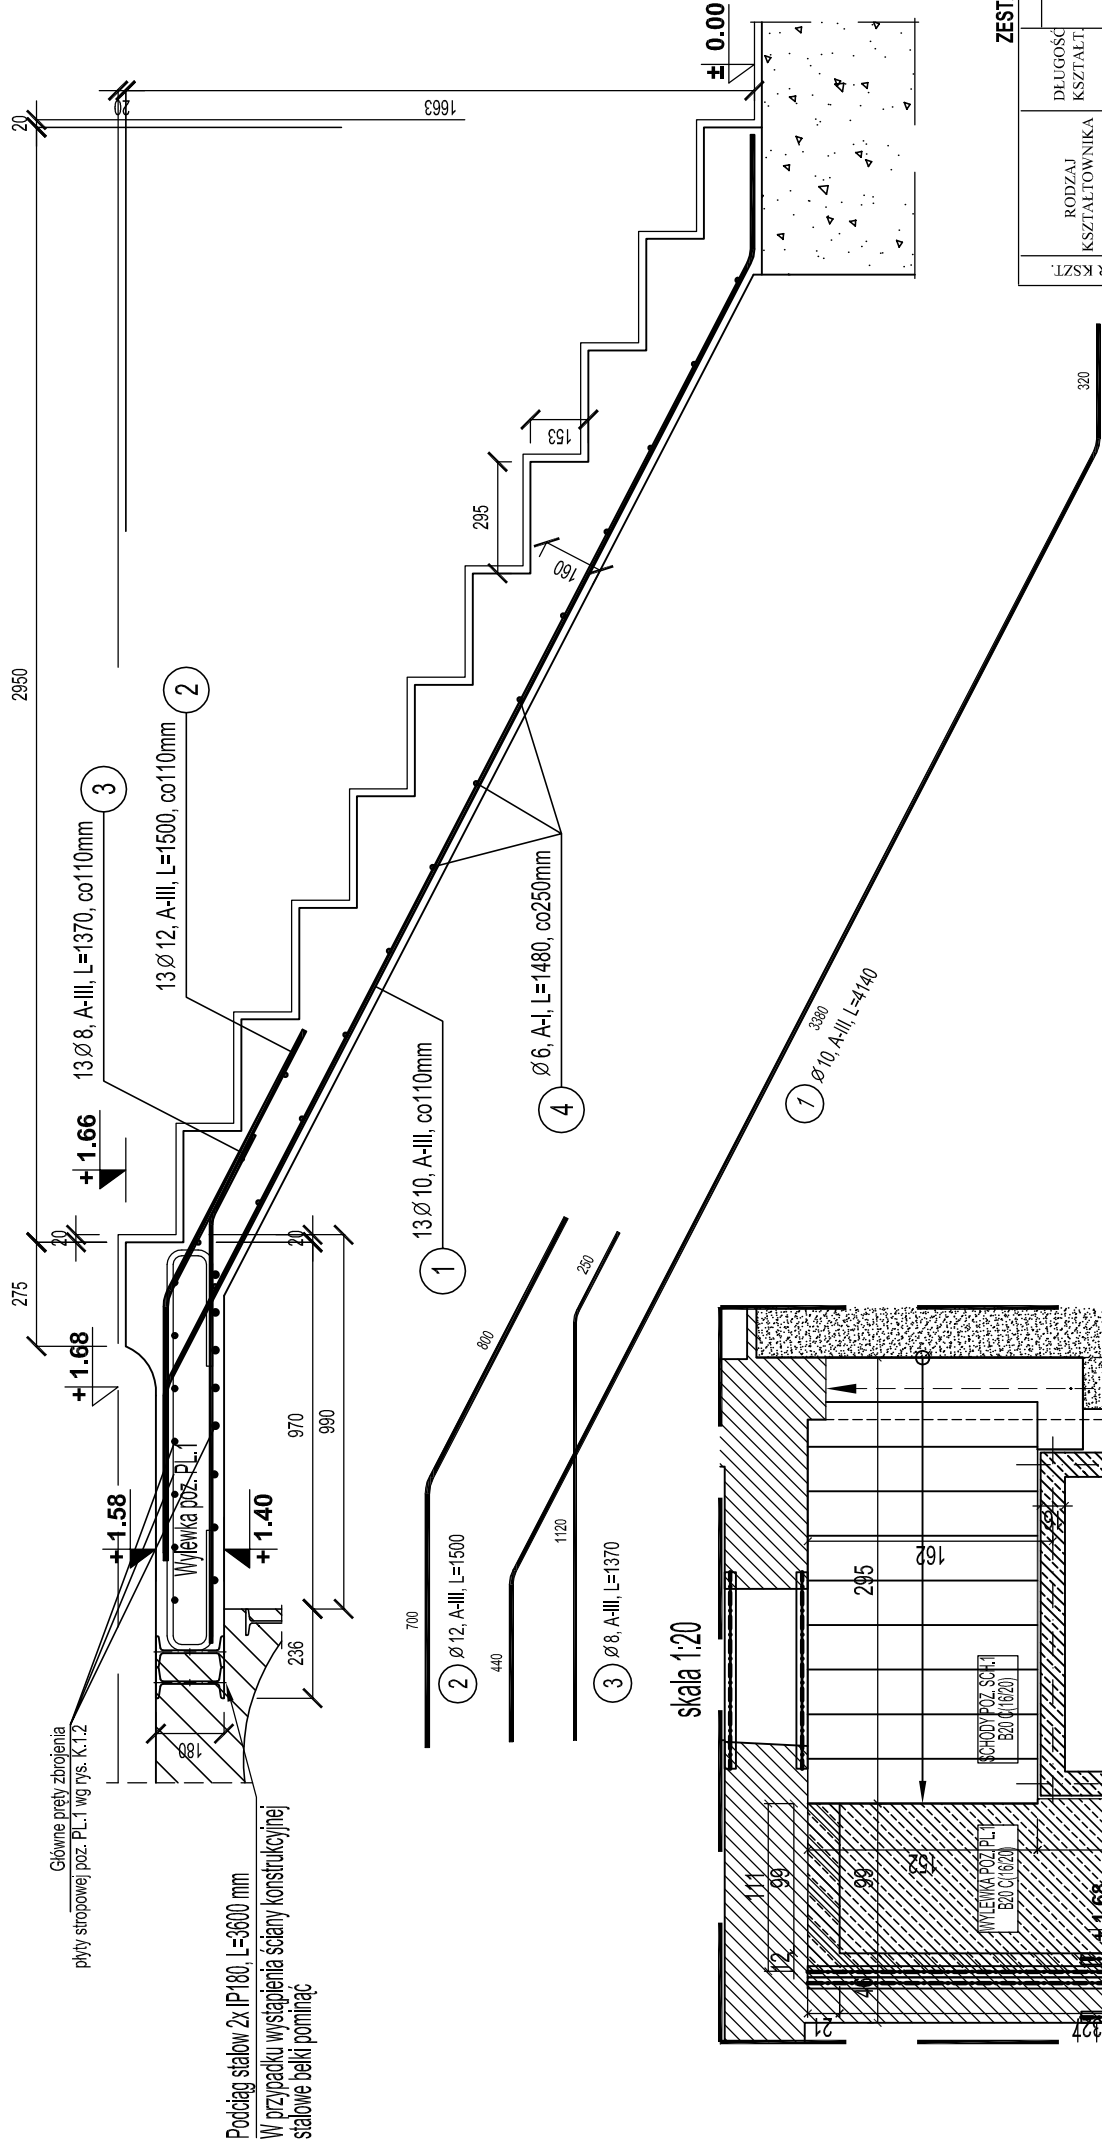 20
2950
275
20
1663
± 0.00
20
+ 1.66
+ 1.68
+ 1.58
+ 1.40
20
970
990
236
180
295
153
160
3
13Ø8, A-III, L=1370, co110mm
2
13Ø12, A-III, L=1500, co110mm
1
13Ø10, A-III, co110mm
4
Ø6, A-I, L=1480, co250mm
Wylewka poz. PL.1
Główne pręty zbrojenia
płyty stropowej poz. PL.1 wg rys. K.1.2
Podciąg stalow 2x IP180, L=3600 mm
W przypadku wystąpienia ściany konstrukcyjnej
stalowe belki pominąć
700
800
2 Ø12, A-III, L=1500
440
3380
320
1 Ø10, A-III, L=4140
1120
250
3 Ø8, A-III, L=1370
skala 1:20
111
12
99
46
99
295
162
152
21
SCHODY POZ. SCH.1
B20 C(16/20)
WYLEWKA POZ. PL.1
B20 C(16/20)
+ 1.68
327
ZEST
RODZAJ
KSZTAŁTOWNIKA
DŁUGOŚĆ
KSZTAŁT.
R KSZT.